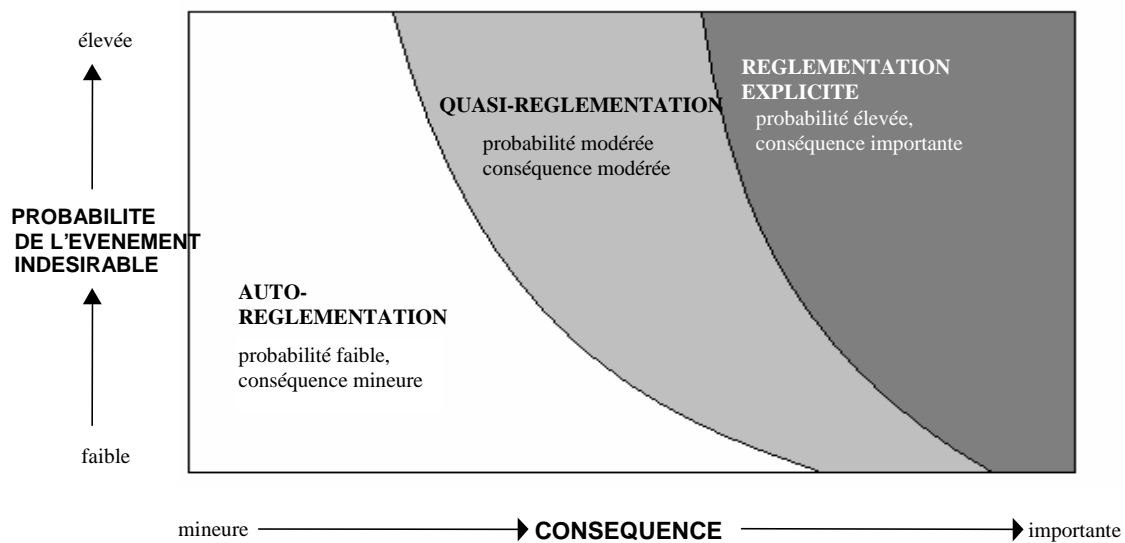 élevée
PROBABILITE
DE L'EVENEMENT
INDESIRABLE
faible
REGLEMENTATION
EXPLICITE
probabilité élevée,
conséquence importante
QUASI-REGLEMENTATION
probabilité modérée
conséquence modérée
AUTO-
REGLEMENTATION
probabilité faible,
conséquence mineure
mineure
CONSEQUENCE
importante